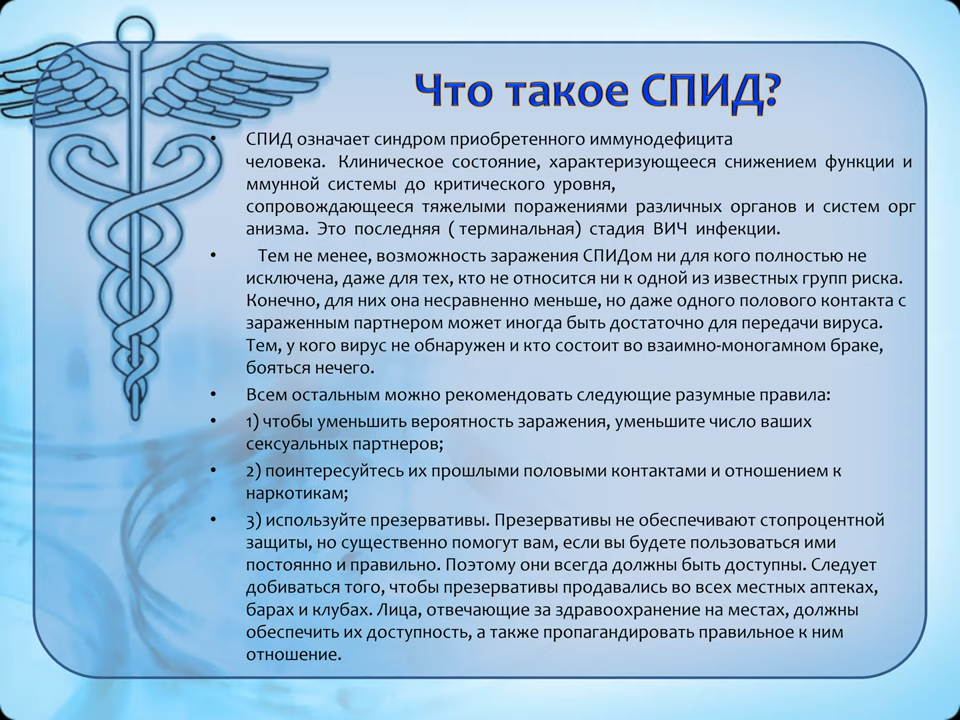 Что такое СПИД?
• СПИД означает синдром приобретенного иммунодефицита
человека. Клиническое состояние, характеризующееся снижением функции и
ммунной системы до критического уровня,
сопровождающееся тяжелыми поражениями различных органов и систем орг
анизма. Это последняя ( терминальная) стадия ВИЧ инфекции.
• Тем не менее, возможность заражения СПИДом ни для кого полностью не
исключена, даже для тех, кто не относится ни к одной из известных групп риска.
Конечно, для них она несравненно меньше, но даже одного полового контакта с
зараженным партнером может иногда быть достаточно для передачи вируса.
Тем, у кого вирус не обнаружен и кто состоит во взаимно-моногамном браке,
бояться нечего.
• Всем остальным можно рекомендовать следующие разумные правила:
• 1) чтобы уменьшить вероятность заражения, уменьшите число ваших
сексуальных партнеров;
• 2) поинтересуйтесь их прошлыми половыми контактами и отношением к
наркотикам;
• 3) используйте презервативы. Презервативы не обеспечивают стопроцентной
защиты, но существенно помогут вам, если вы будете пользоваться ими
постоянно и правильно. Поэтому они всегда должны быть доступны. Следует
добиваться того, чтобы презервативы продавались во всех местных аптеках,
барах и клубах. Лица, отвечающие за здравоохранение на местах, должны
обеспечить их доступность, а также пропагандировать правильное к ним
отношение.